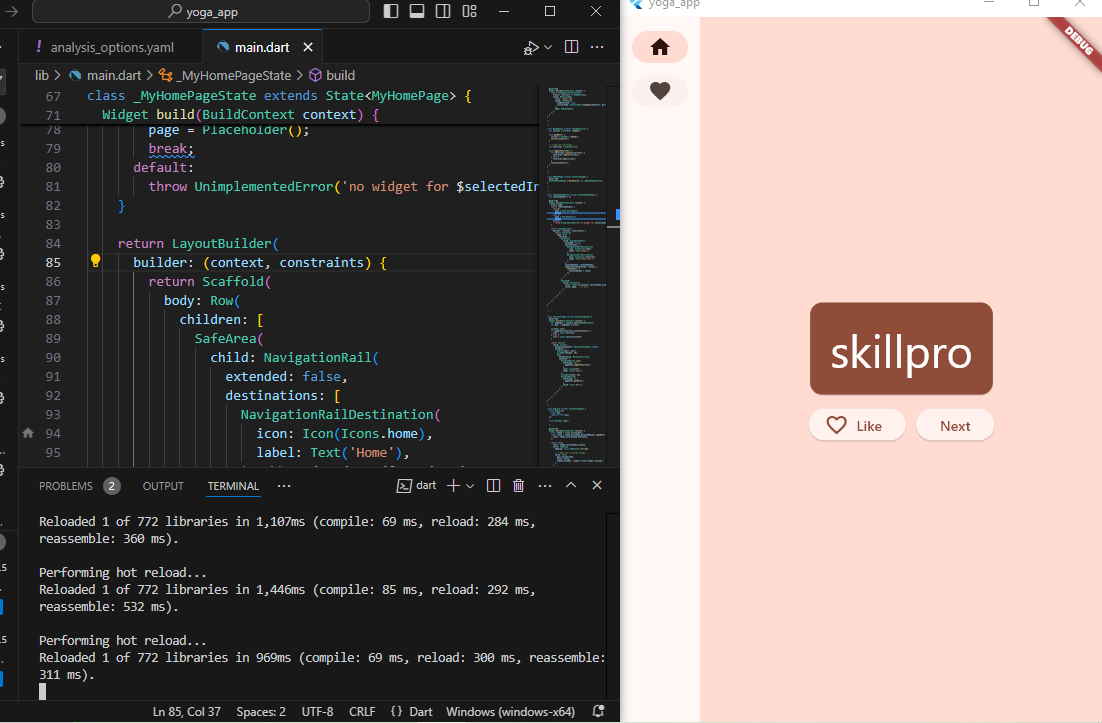 yoga_app
! analysis_options.yaml
main.dart
lib > main.dart > _MyHomePageState > build
67 class _MyHomePageState extends State<MyHomePage> {
71 Widget build(BuildContext context) {
78 page = Placeholder();
79 break;
80 default:
81 throw UnimplementedError('no widget for $selectedIn
82 }
83
84 return LayoutBuilder(
85 builder: (context, constraints) {
86 return Scaffold(
87 body: Row(
88 children: [
89 SafeArea(
90 child: NavigationRail(
91 extended: false,
92 destinations: [
93 NavigationRailDestination(
94 icon: Icon(Icons.home),
95 label: Text('Home'),
PROBLEMS 2 OUTPUT TERMINAL ... dart
Reloaded 1 of 772 libraries in 1,107ms (compile: 69 ms, reload: 284 ms,
reassemble: 360 ms).
Performing hot reload...
Reloaded 1 of 772 libraries in 1,446ms (compile: 85 ms, reload: 292 ms,
reassemble: 532 ms).
Performing hot reload...
Reloaded 1 of 772 libraries in 969ms (compile: 69 ms, reload: 300 ms, reassemble:
311 ms).
Ln 85, Col 37 Spaces: 2 UTF-8 CRLF {} Dart Windows (windows-x64)
yoga_app
DEBUG
skillpro
Like
Next